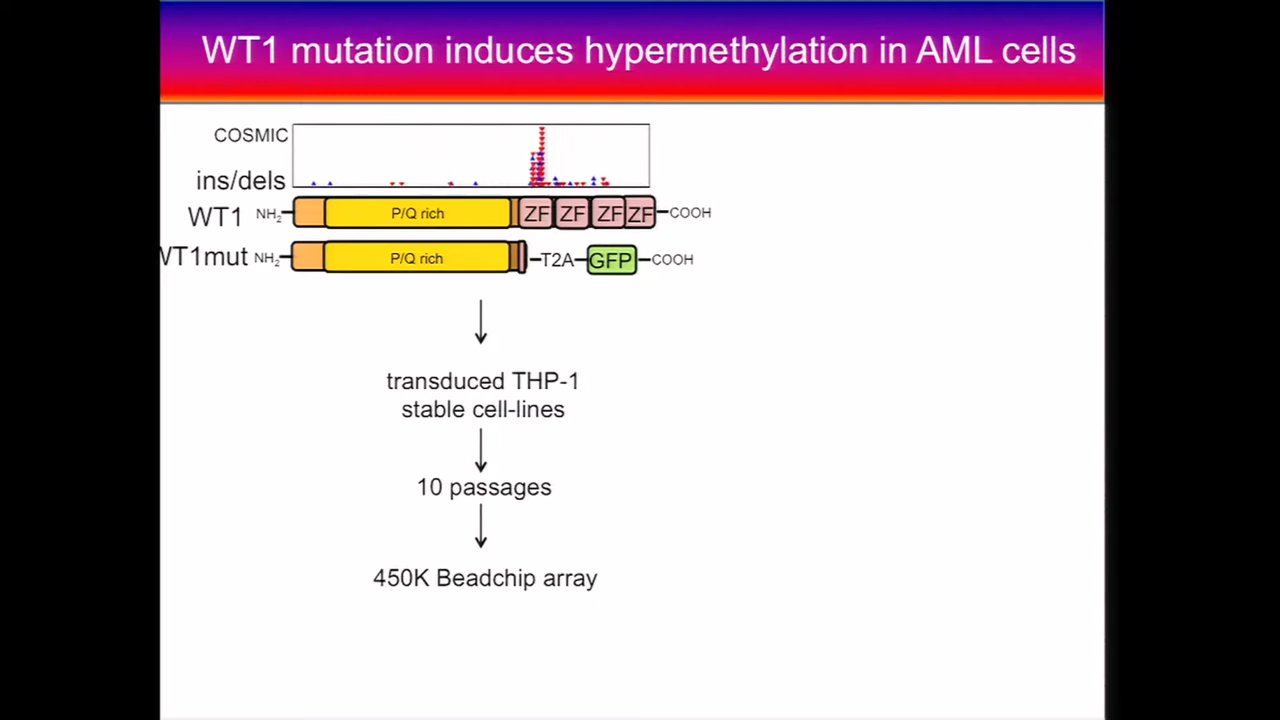 WT1 mutation induces hypermethylation in AML cells
COSMIC
ins/dels
WT1 NH2 P/Q rich ZF ZF ZF ZF COOH
WT1mut NH2 P/Q rich T2A GFP COOH
transduced THP-1
stable cell-lines
10 passages
450K Beadchip array